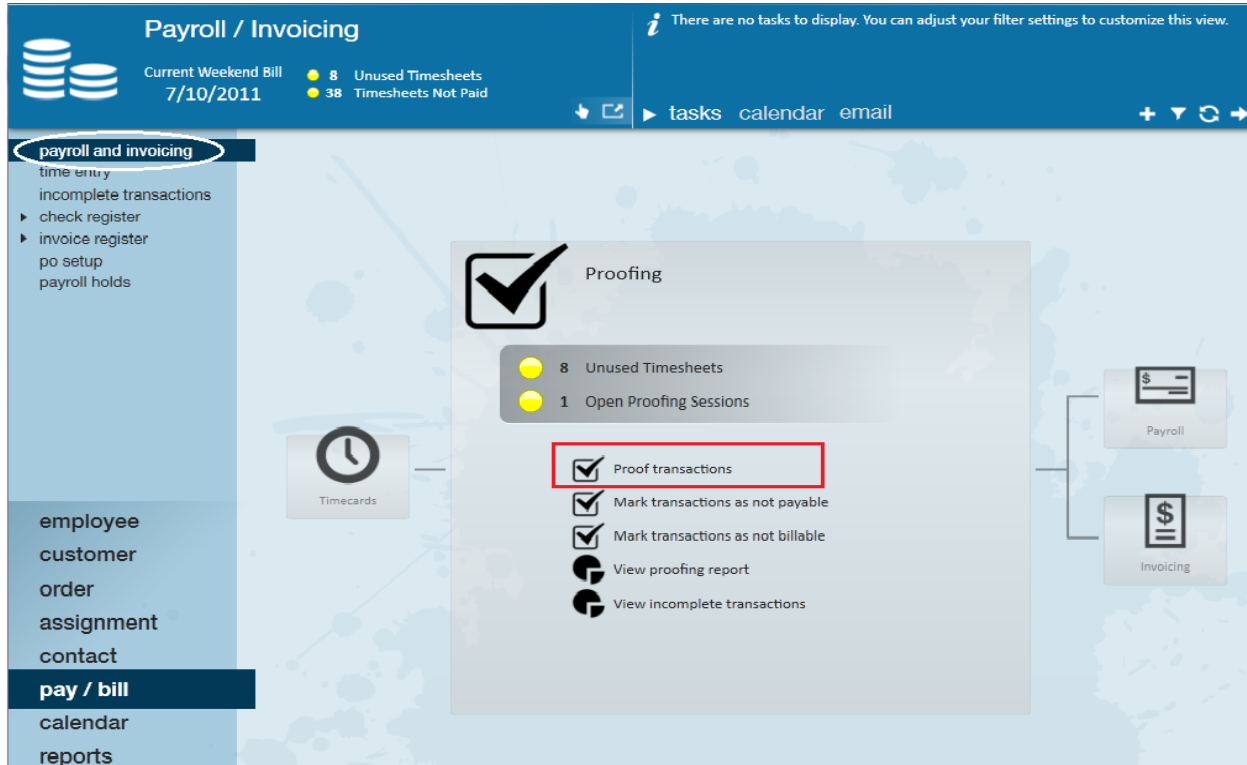 Payroll / Invoicing
Current Weekend Bill
7/10/2011
8 Unused Timesheets
38 Timesheets Not Paid
There are no tasks to display. You can adjust your filter settings to customize this view.
tasks calendar email
payroll and invoicing
time entry
incomplete transactions
check register
invoice register
po setup
payroll holds
employee
customer
order
assignment
contact
pay / bill
calendar
reports
Timecards
Proofing
8 Unused Timesheets
1 Open Proofing Sessions
Proof transactions
Mark transactions as not payable
Mark transactions as not billable
View proofing report
View incomplete transactions
$
Payroll
$
Invoicing